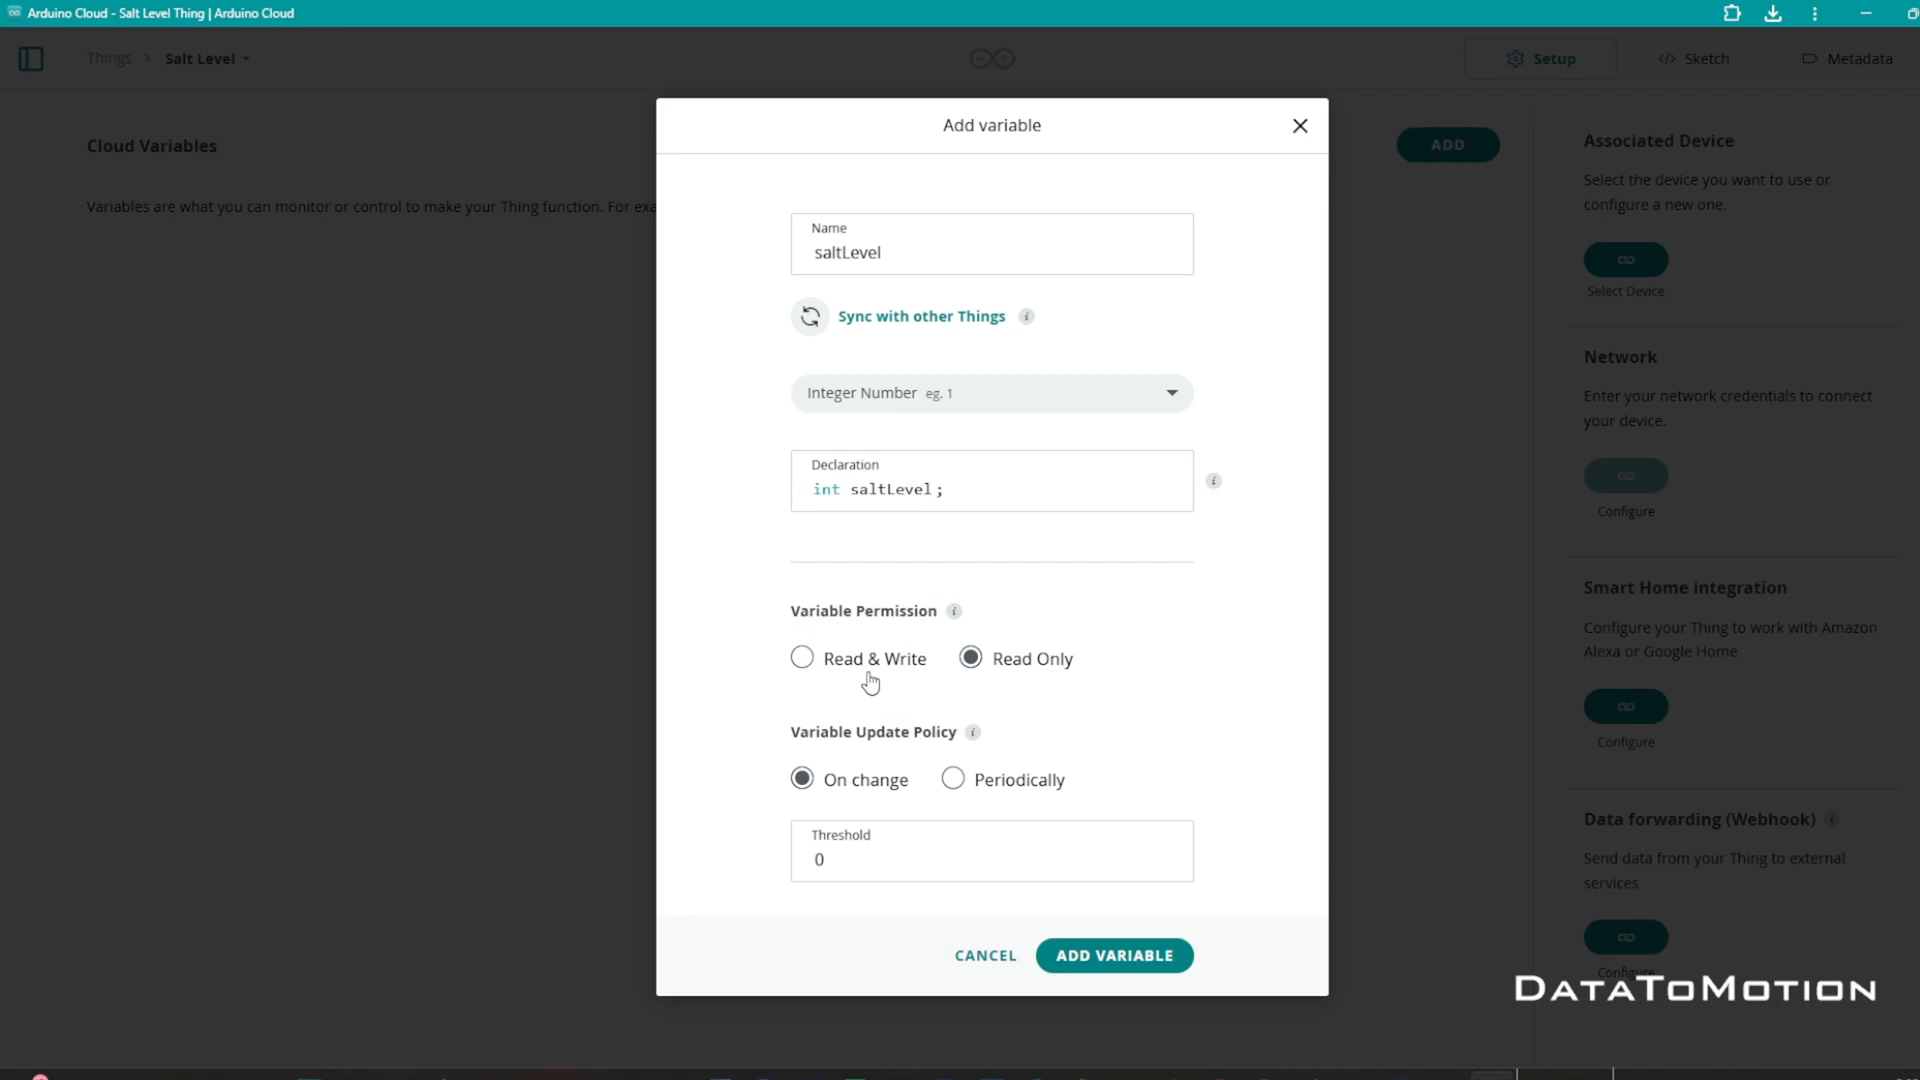 Arduino Cloud - Salt Level Thing | Arduino Cloud
Things > Salt Level
Setup
</> Sketch
Metadata
Cloud Variables
ADD
Variables are what you can monitor or control to make your Thing function. For exa
Add variable
Name
saltLevel
Sync with other Things i
Integer Number eg. 1
Declaration
int saltLevel;
i
Variable Permission i
Read & Write
Read Only
Variable Update Policy i
On change
Periodically
Threshold
0
CANCEL
ADD VARIABLE
Associated Device
Select the device you want to use or
configure a new one.
Select Device
Network
Enter your network credentials to connect
your device.
Configure
Smart Home integration
Configure your Thing to work with Amazon
Alexa or Google Home
Configure
Data forwarding (Webhook) i
Send data from your Thing to external
services
Configure
DATATOMOTION